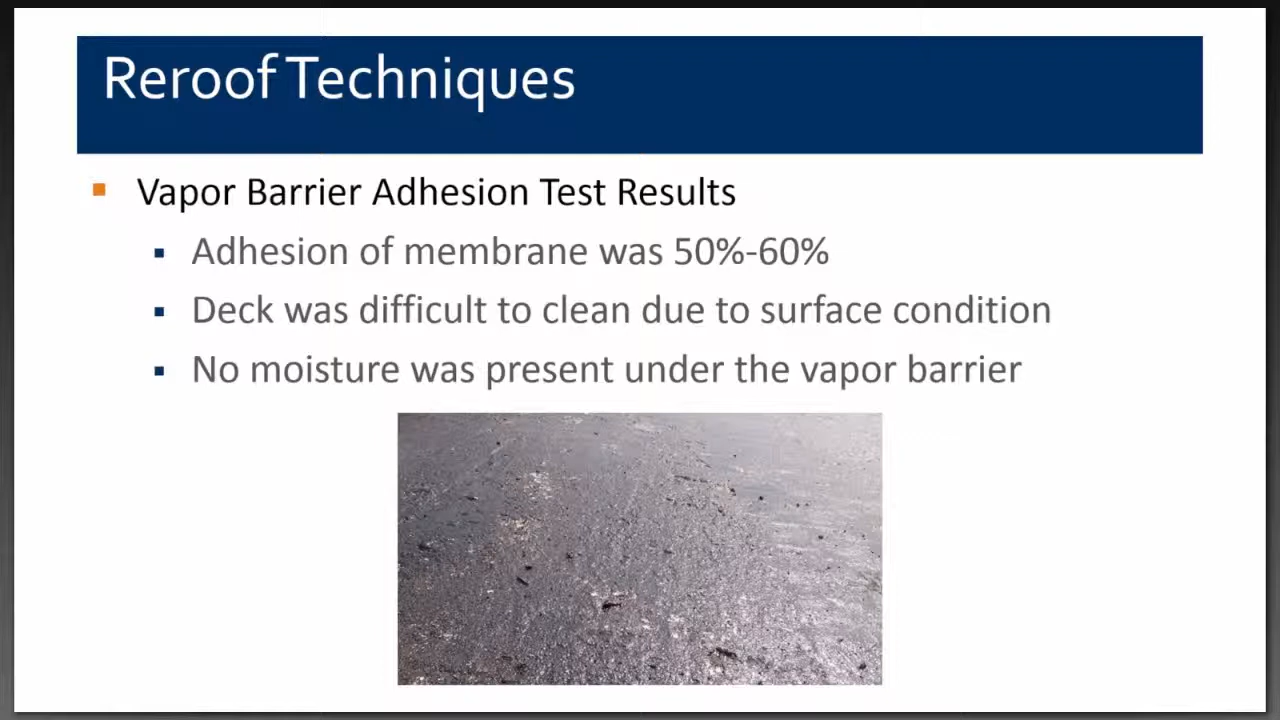 Reroof Techniques
Vapor Barrier Adhesion Test Results
Adhesion of membrane was 50%-60%
Deck was difficult to clean due to surface condition
No moisture was present under the vapor barrier